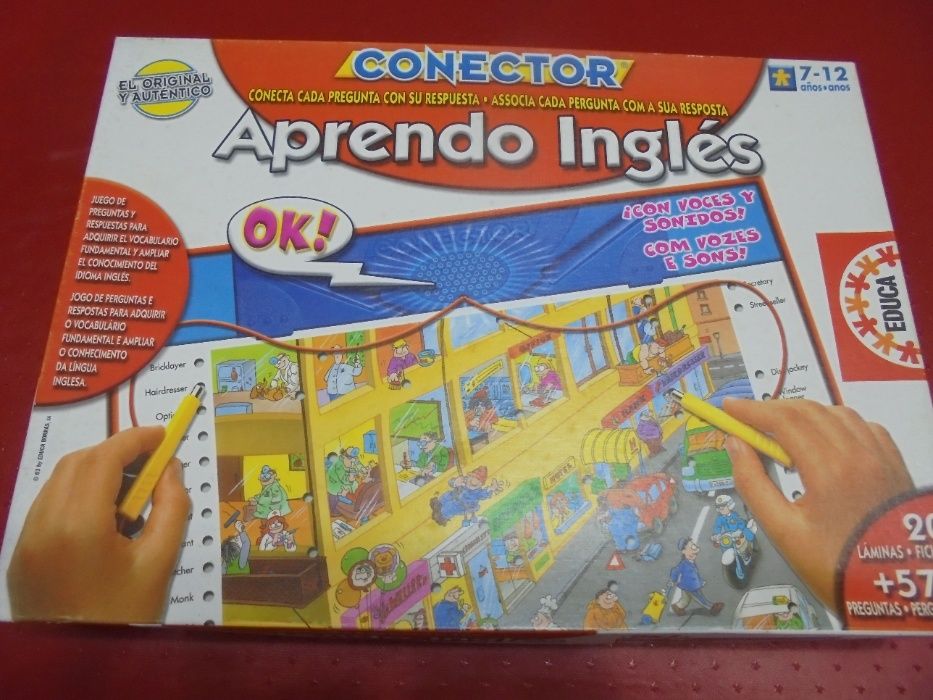 EL ORIGINAL
Y AUTÉNTICO
CONECTOR
7-12
años•anos
CONECTA CADA PREGUNTA CON SU RESPUESTA • ASSOCIA CADA PERGUNTA COM A SUA RESPOSTA
Aprendo Inglés
JUEGO DE
PREGUNTAS Y
RESPUESTAS PARA
ADQUIRIR EL VOCABULARIO
FUNDAMENTAL Y AMPLIAR
EL CONOCIMIENTO DEL
IDIOMA INGLÉS.
JOGO DE PERGUNTAS E
RESPOSTAS PARA ADQUIRIR
O VOCABULÁRIO
FUNDAMENTAL E AMPLIAR
O CONHECIMENTO
DA LÍNGUA
INGLESA.
OK!
¡CON VOCES Y
SONIDOS!
COM VOZES
E SONS!
EDUCA
Bricklayer
Hairdresser
Monk
20
LÁMINAS • FIC
+57
PREGUNTAS • PERG